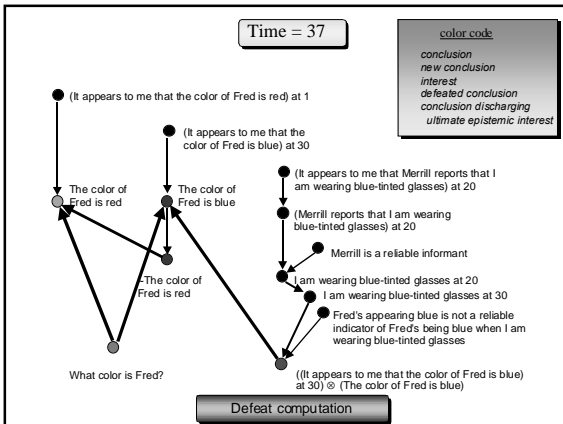 Time = 37
color code
conclusion
new conclusion
interest
defeated conclusion
conclusion discharging
ultimate epistemic interest
(It appears to me that the color of Fred is red) at 1
(It appears to me that the
color of Fred is blue) at 30
(It appears to me that Merrill reports that I
am wearing blue-tinted glasses) at 20
The color of
Fred is red
The color of
Fred is blue
(Merrill reports that I am wearing
blue-tinted glasses) at 20
Merrill is a reliable informant
~The color of
Fred is red
I am wearing blue-tinted glasses at 20
I am wearing blue-tinted glasses at 30
Fred's appearing blue is not a reliable
indicator of Fred's being blue when I am
wearing blue-tinted glasses
What color is Fred?
((It appears to me that the color of Fred is blue)
at 30) ⊗ (The color of Fred is blue)
Defeat computation